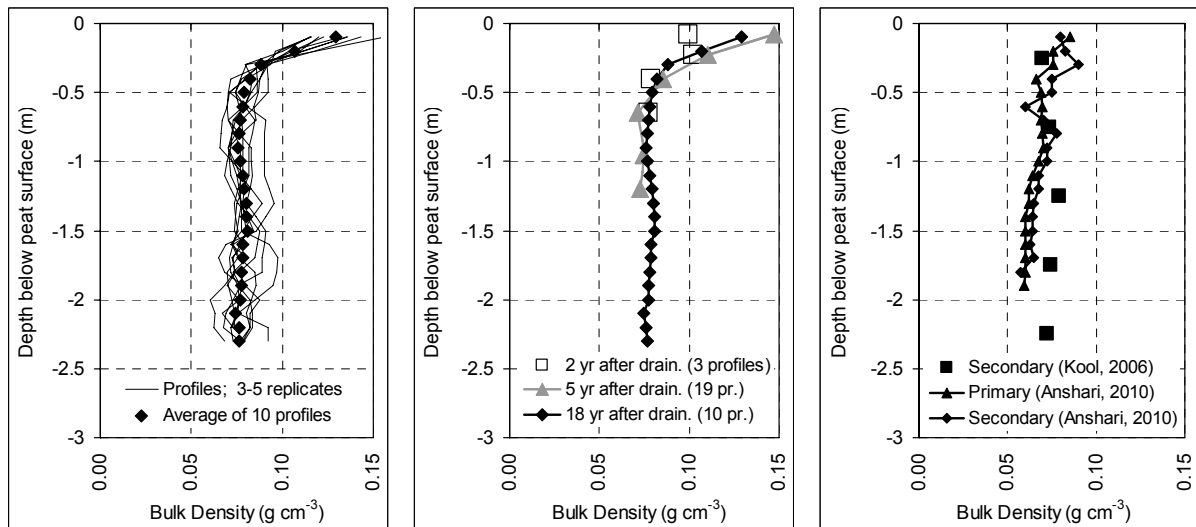 0
-0.5
-1
-1.5
-2
-2.5
-3
Depth below peat surface (m)
Profiles; 3-5 replicates
Average of 10 profiles
0.00
0.05
0.10
0.15
Bulk Density (g cm-3)
0
-0.5
-1
-1.5
-2
-2.5
-3
Depth below peat surface (m)
2 yr after drain. (3 profiles)
5 yr after drain. (19 pr.)
18 yr after drain. (10 pr.)
0.00
0.05
0.10
0.15
Bulk Density (g cm-3)
0
-0.5
-1
-1.5
-2
-2.5
-3
Depth below peat surface (m)
Secondary (Kool, 2006)
Primary (Anshari, 2010)
Secondary (Anshari, 2010)
0.00
0.05
0.10
0.15
Bulk Density (g cm-3)